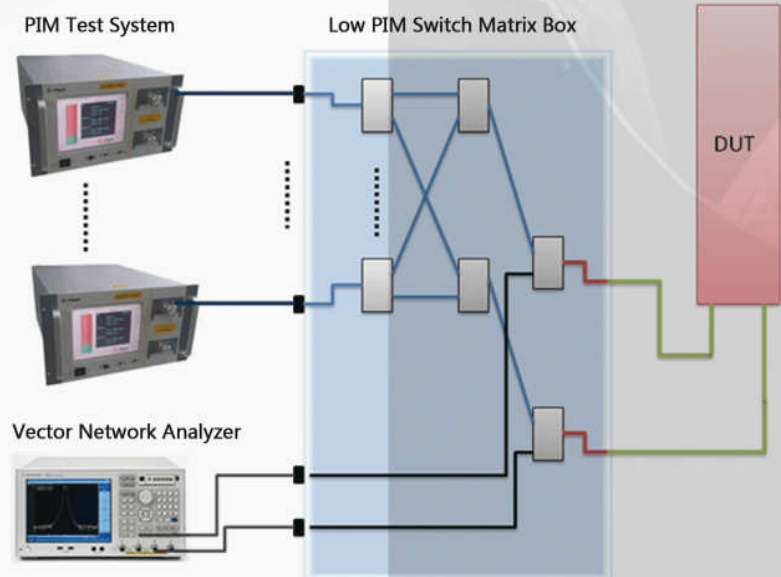 PIM Test System
Low PIM Switch Matrix Box
DUT
Vector Network Analyzer